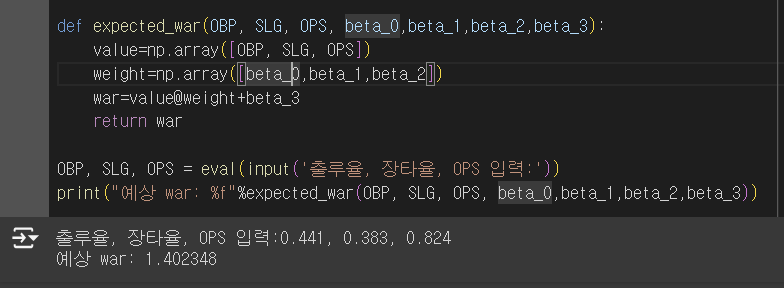 def expected_war(OBP, SLG, OPS, beta_0,beta_1,beta_2,beta_3):
    value=np.array([OBP, SLG, OPS])
    weight=np.array([beta_0,beta_1,beta_2])
    war=value@weight+beta_3
    return war
OBP, SLG, OPS = eval(input('출루율, 장타율, OPS 입력:'))
print("예상 war: %f"%expected_war(OBP, SLG, OPS, beta_0,beta_1,beta_2,beta_3))
출루율, 장타율, OPS 입력:0.441, 0.383, 0.824
예상 war: 1.402348